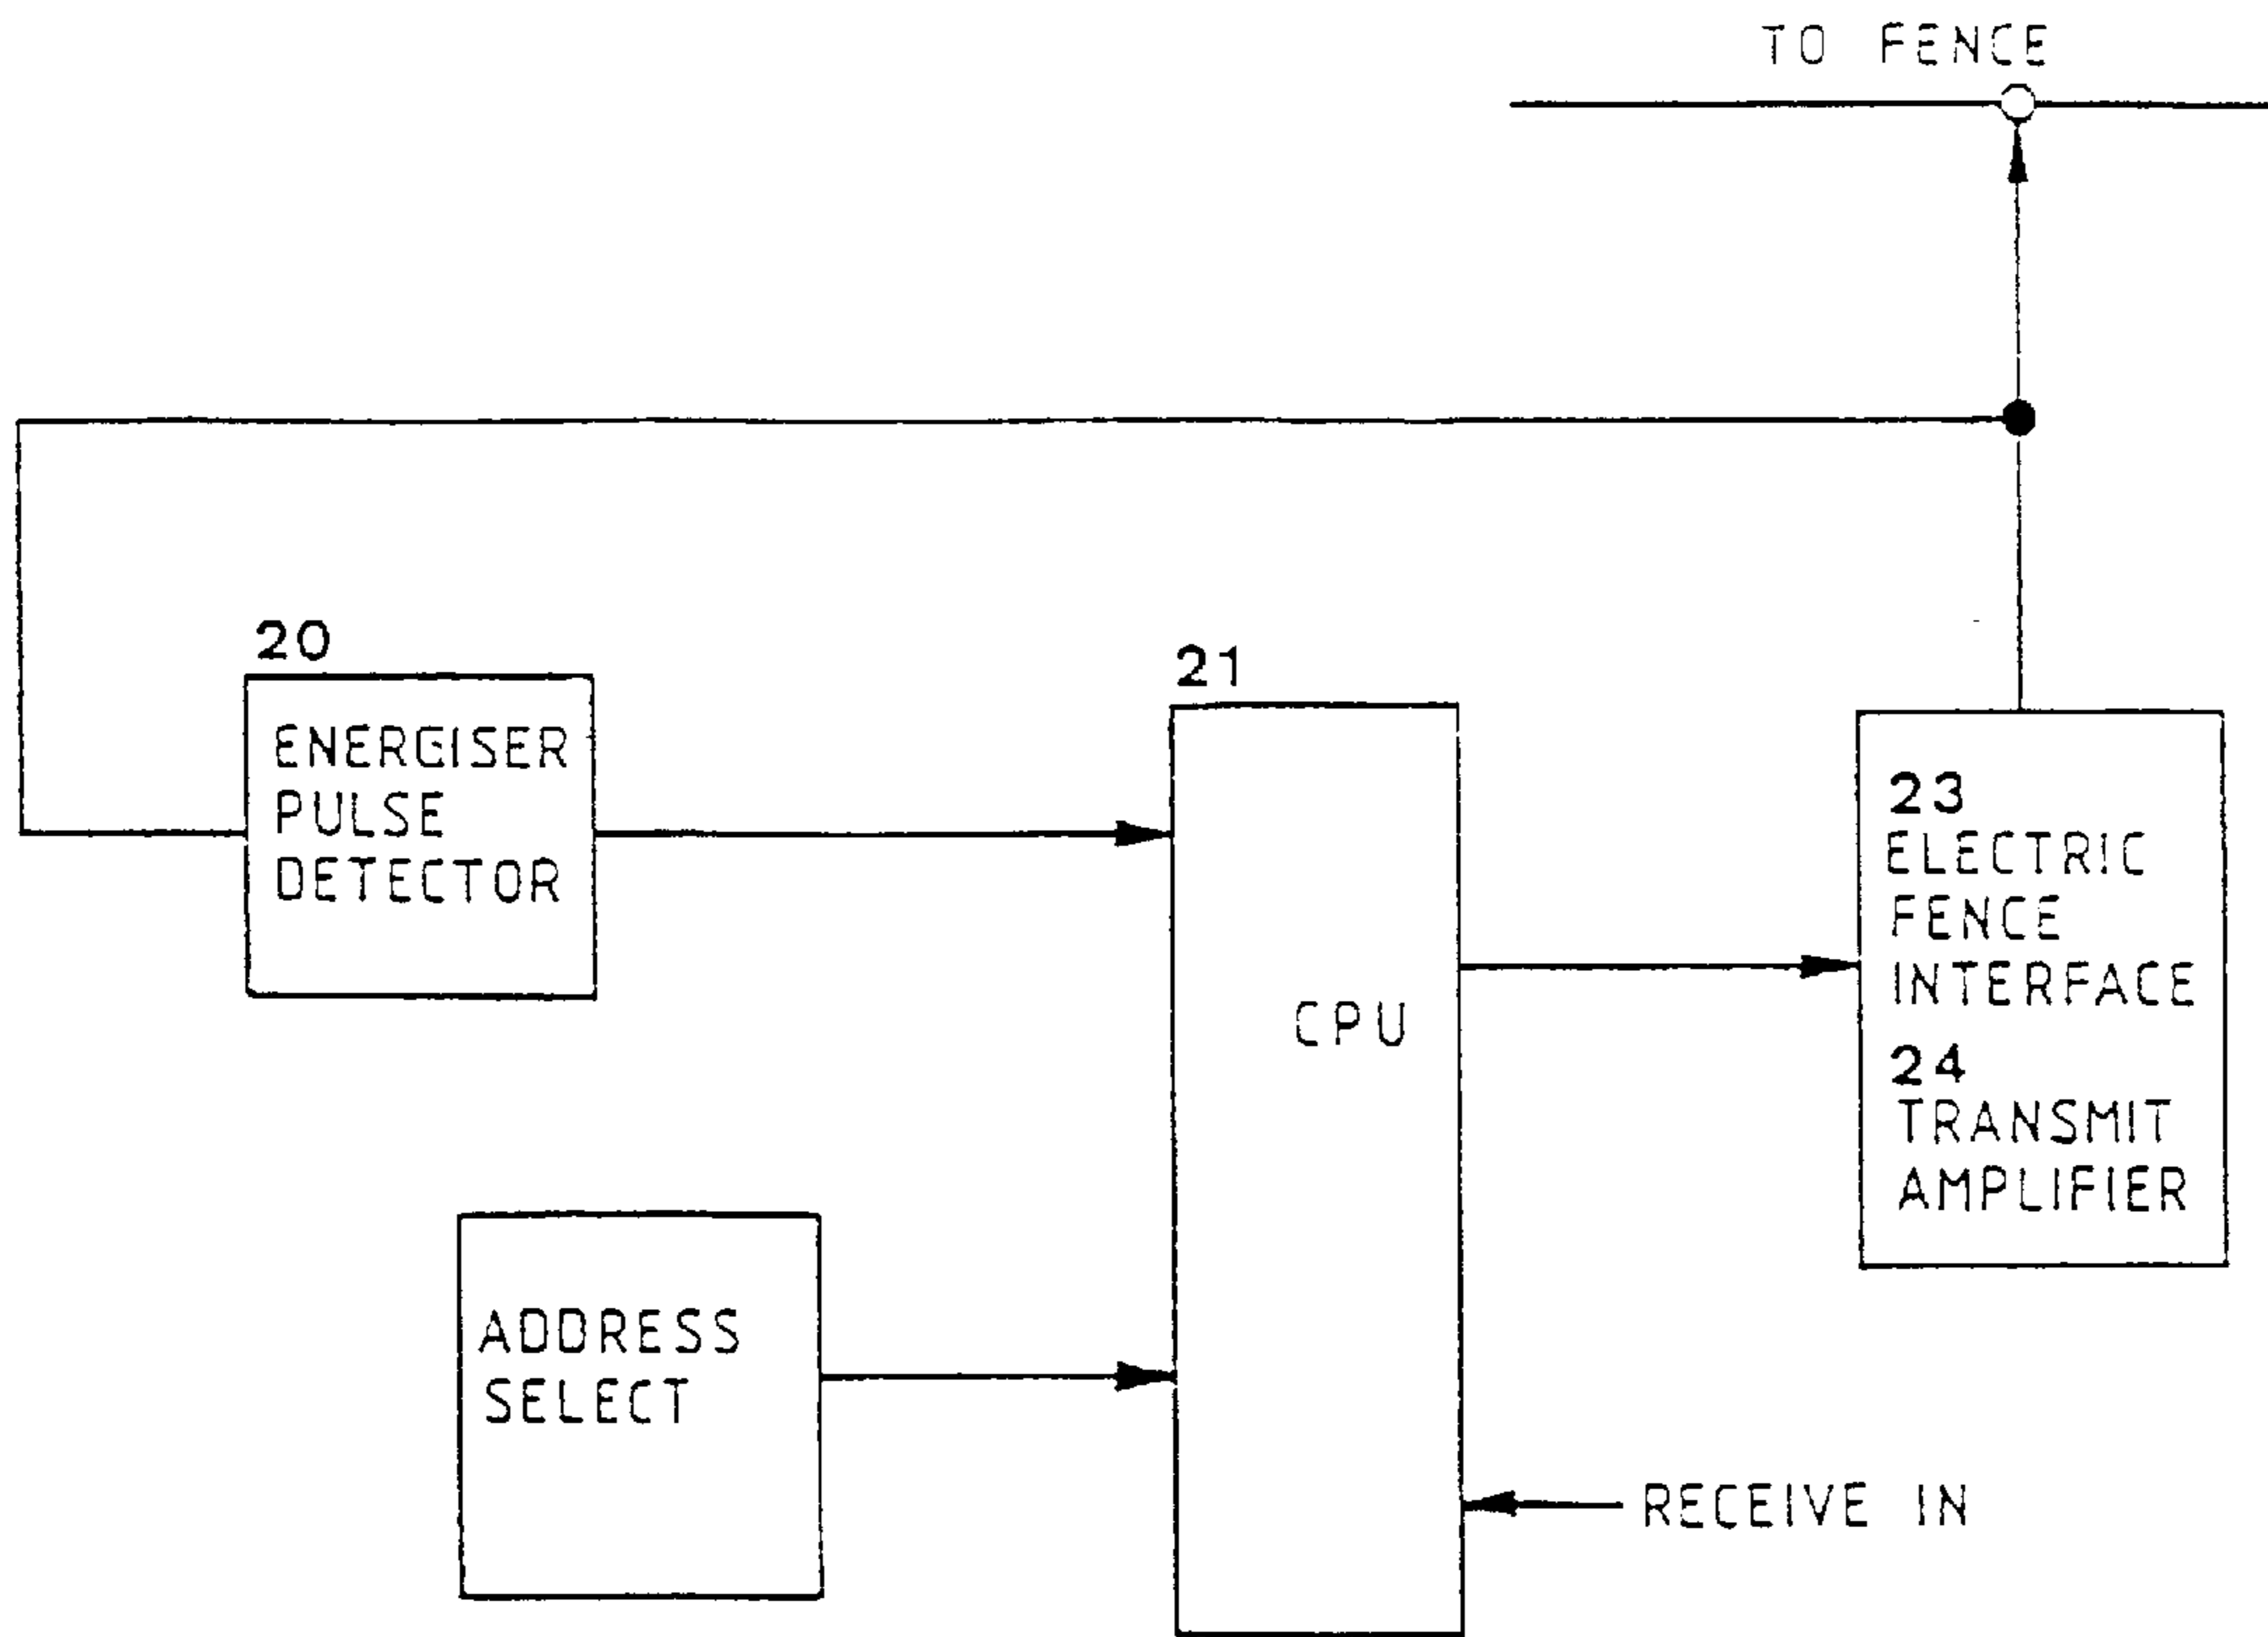 TO FENCE
20
ENERGISER
PULSE
DETECTOR
21
CPU
23
ELECTRIC
FENCE
INTERFACE
24
TRANSMIT
AMPLIFIER
ADDRESS
SELECT
RECEIVE IN